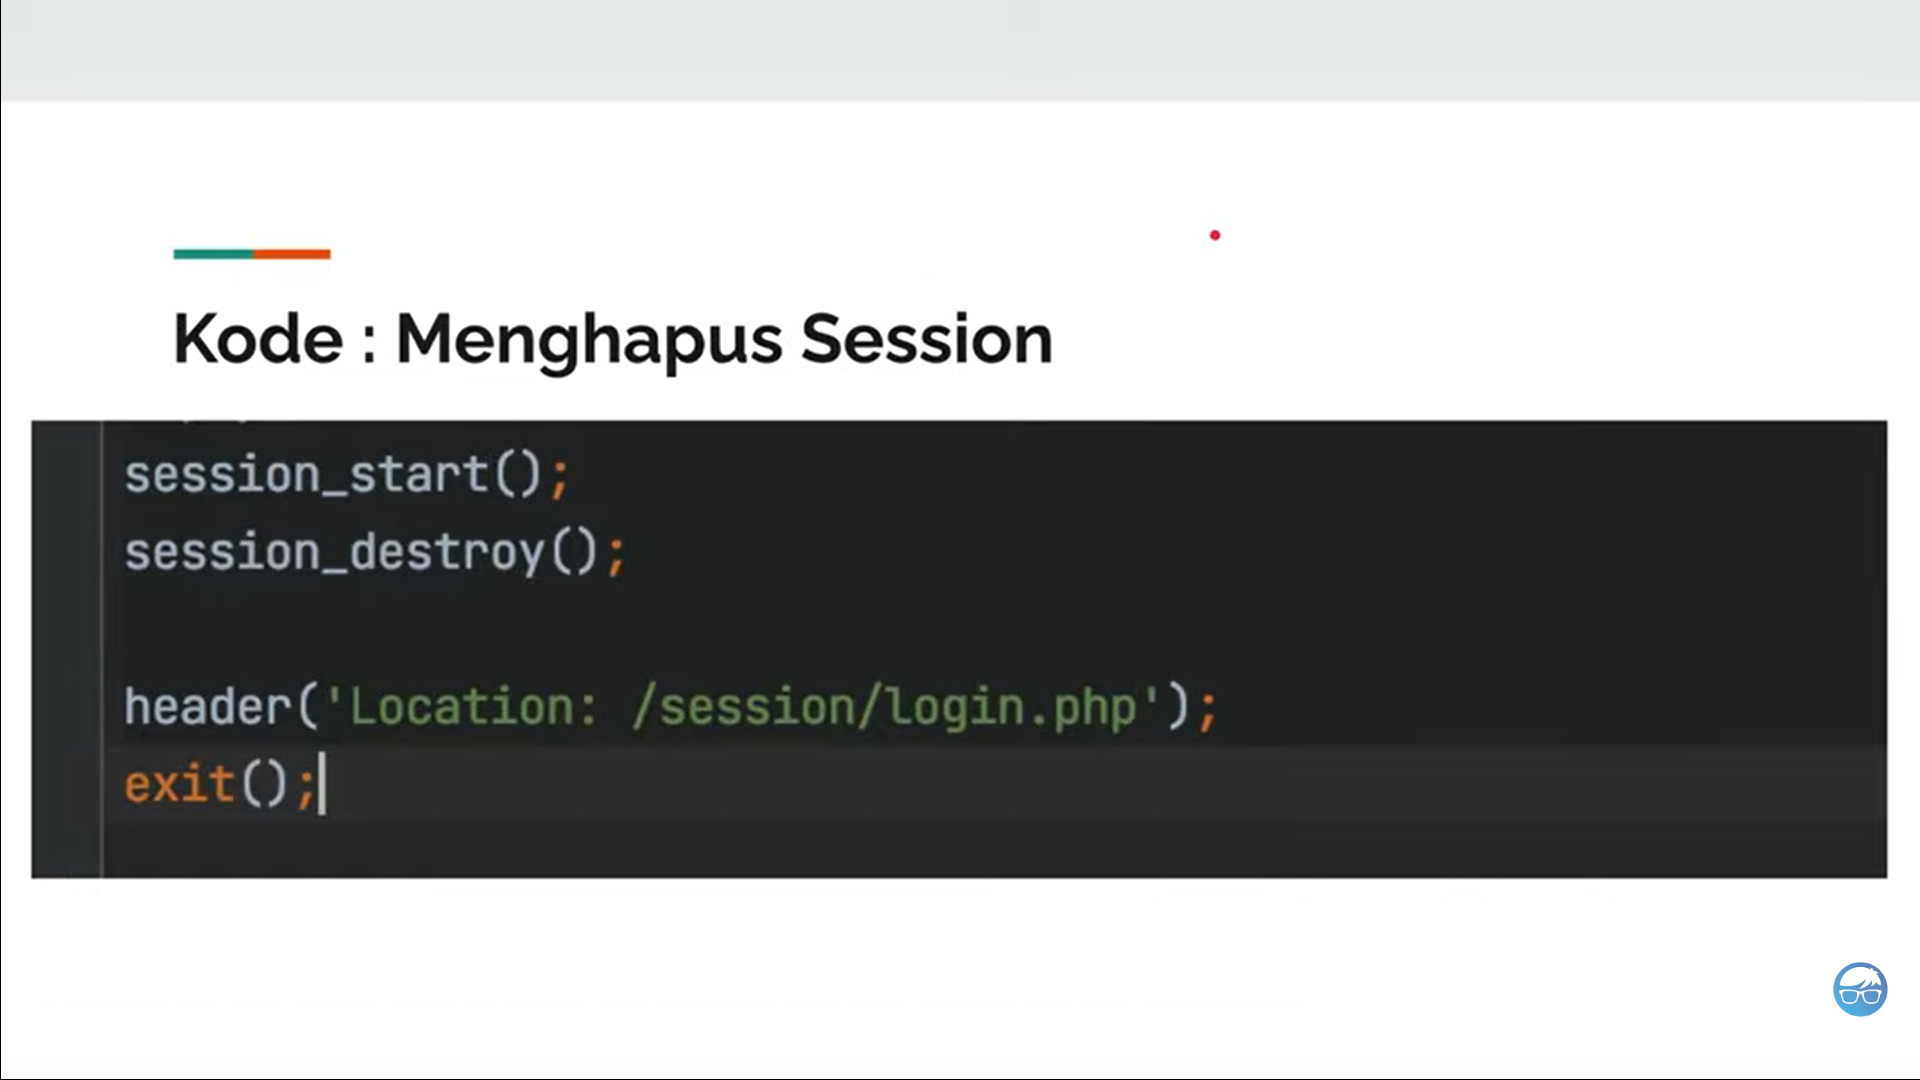 Kode : Menghapus Session
session_start();
session_destroy();
header('Location: /session/login.php');
exit();